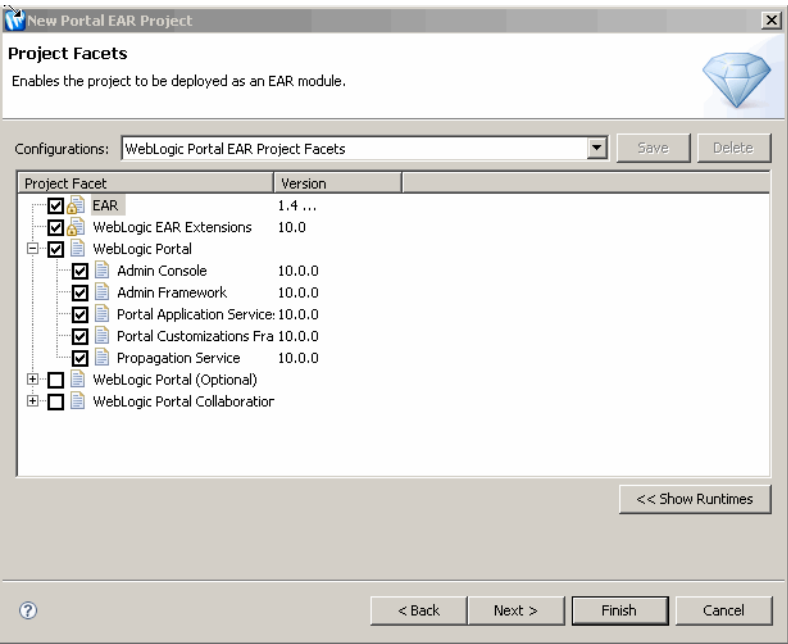 New Portal EAR Project
Project Facets
Enables the project to be deployed as an EAR module.
Configurations: WebLogic Portal EAR Project Facets Save Delete
Project Facet Version
EAR 1.4 ...
WebLogic EAR Extensions 10.0
WebLogic Portal
Admin Console 10.0.0
Admin Framework 10.0.0
Portal Application Service: 10.0.0
Portal Customizations Fra 10.0.0
Propagation Service 10.0.0
WebLogic Portal (Optional)
WebLogic Portal Collaboration
<< Show Runtimes
< Back Next > Finish Cancel